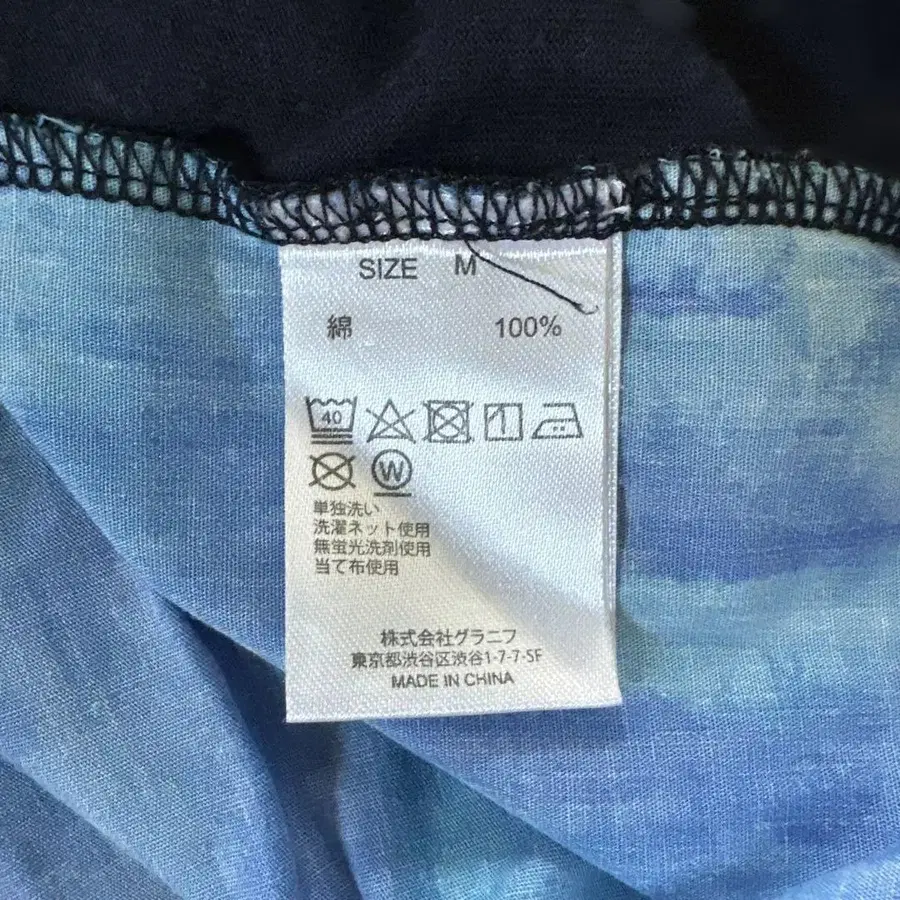 SIZE M
綿 100%
40
W
単独洗い
洗濯ネット使用
無蛍光洗剤使用
当て布使用
株式会社グラニフ
東京都渋谷区渋谷1-7-7-5F
MADE IN CHINA